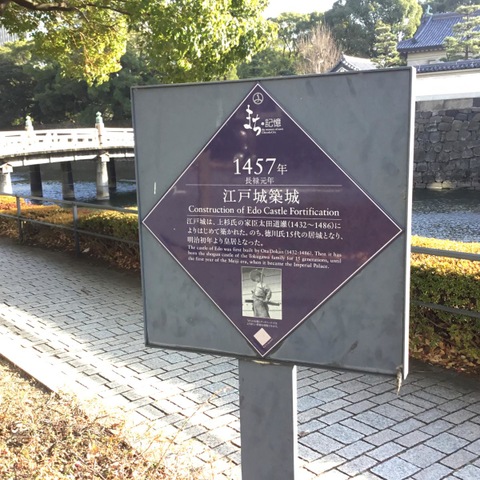 まち・記憶
1457年
長禄元年
江戸城築城
Construction of Edo Castle Fortification
江戸城は、上杉氏の家臣太田道灌(1432~1486)に
よりはじめて築かれた。のち、徳川氏15代の居城となり、
明治初年より皇居となった。
The castle of Edo was first built by Ota Dokan (1432-1486). Then it has
been the shogun castle of the Tokugawa family for 15 generations, until
the first year of the Meiji era, when it became the Imperial Palace.